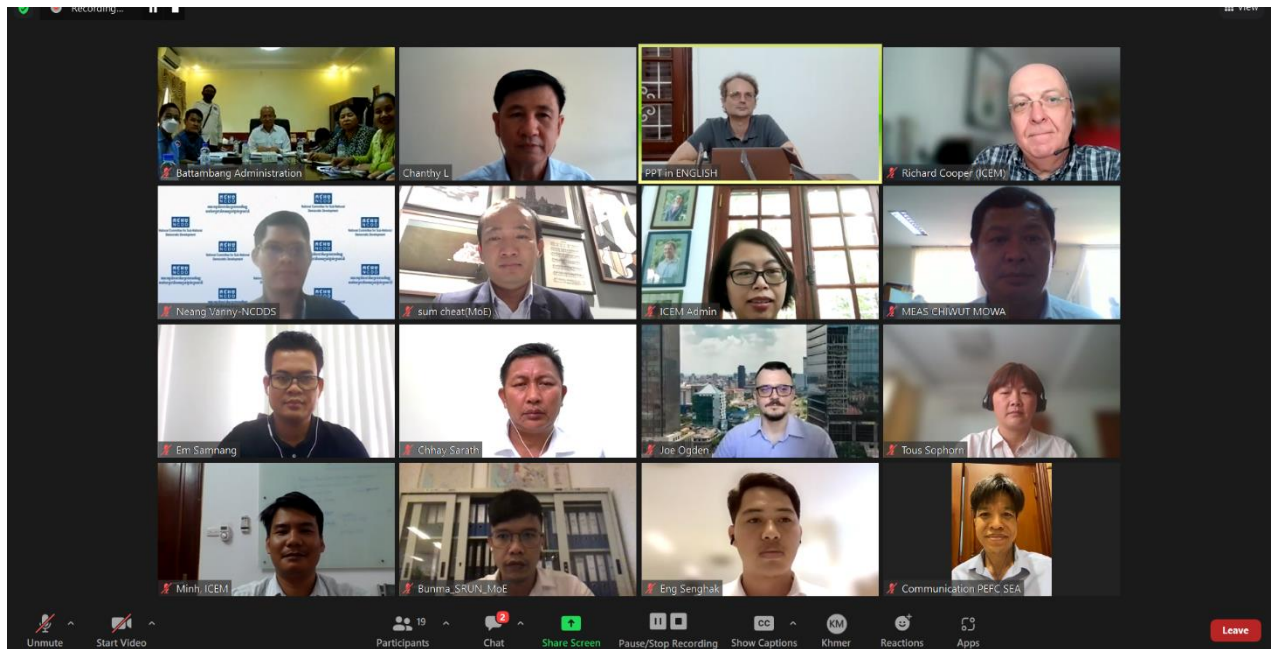 Recording...
View
Battambang Administration
Chanthy L
PPT in ENGLISH
Richard Cooper (ICEM)
Neang Vanny-NCDDS
sum cheat(MoE)
ICEM Admin
MEAS CHIWUT MOWA
Em Samnang
Chhay Sarath
Joe Ogden
Tous Sophorn
Minh, ICEM
Bunma_SRUN_MoE
Eng Senghak
Communication PEFC SEA
Unmute
Start Video
19
Participants
2
Chat
Share Screen
Pause/Stop Recording
CC
Show Captions
KM
Khmer
Reactions
Apps
Leave